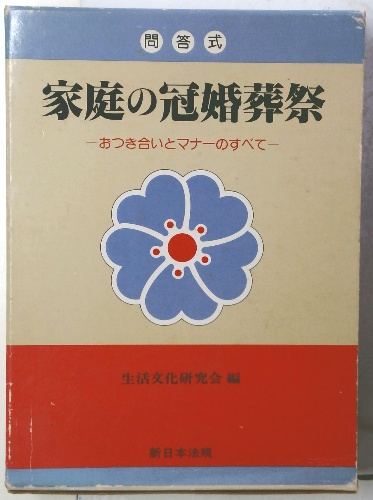 問答式
家庭の冠婚葬祭
―おつき合いとマナーのすべて―
生活文化研究会 編
新日本法規